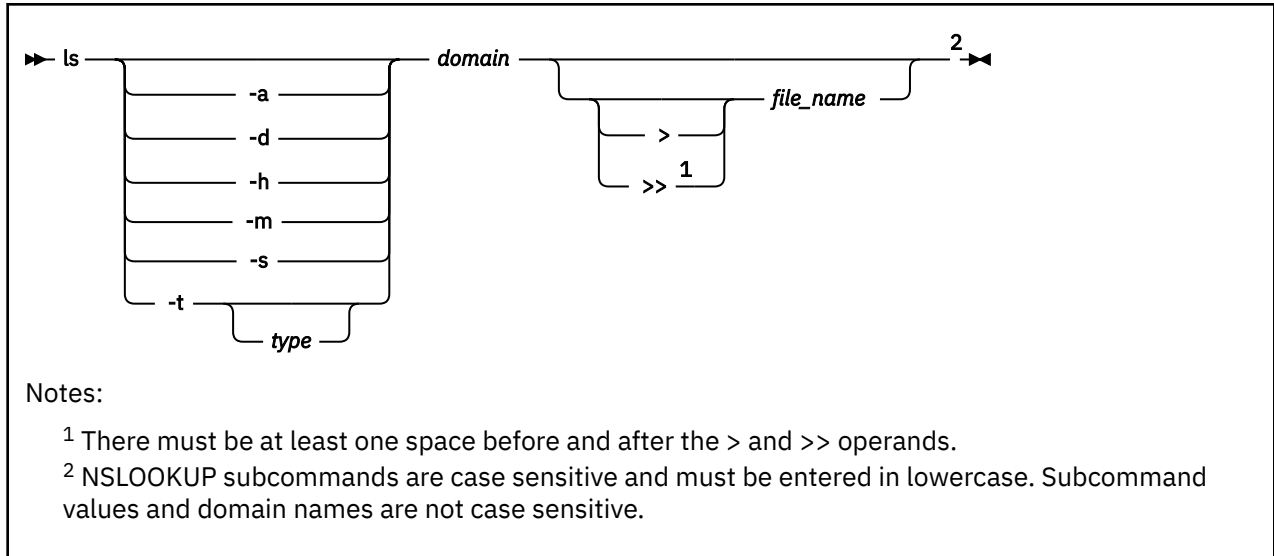 ls domain 2
-a > file_name
-d >> 1
-h
-m
-s
-t
type
Notes:
1 There must be at least one space before and after the > and >> operands.
2 NSLOOKUP subcommands are case sensitive and must be entered in lowercase. Subcommand
values and domain names are not case sensitive.